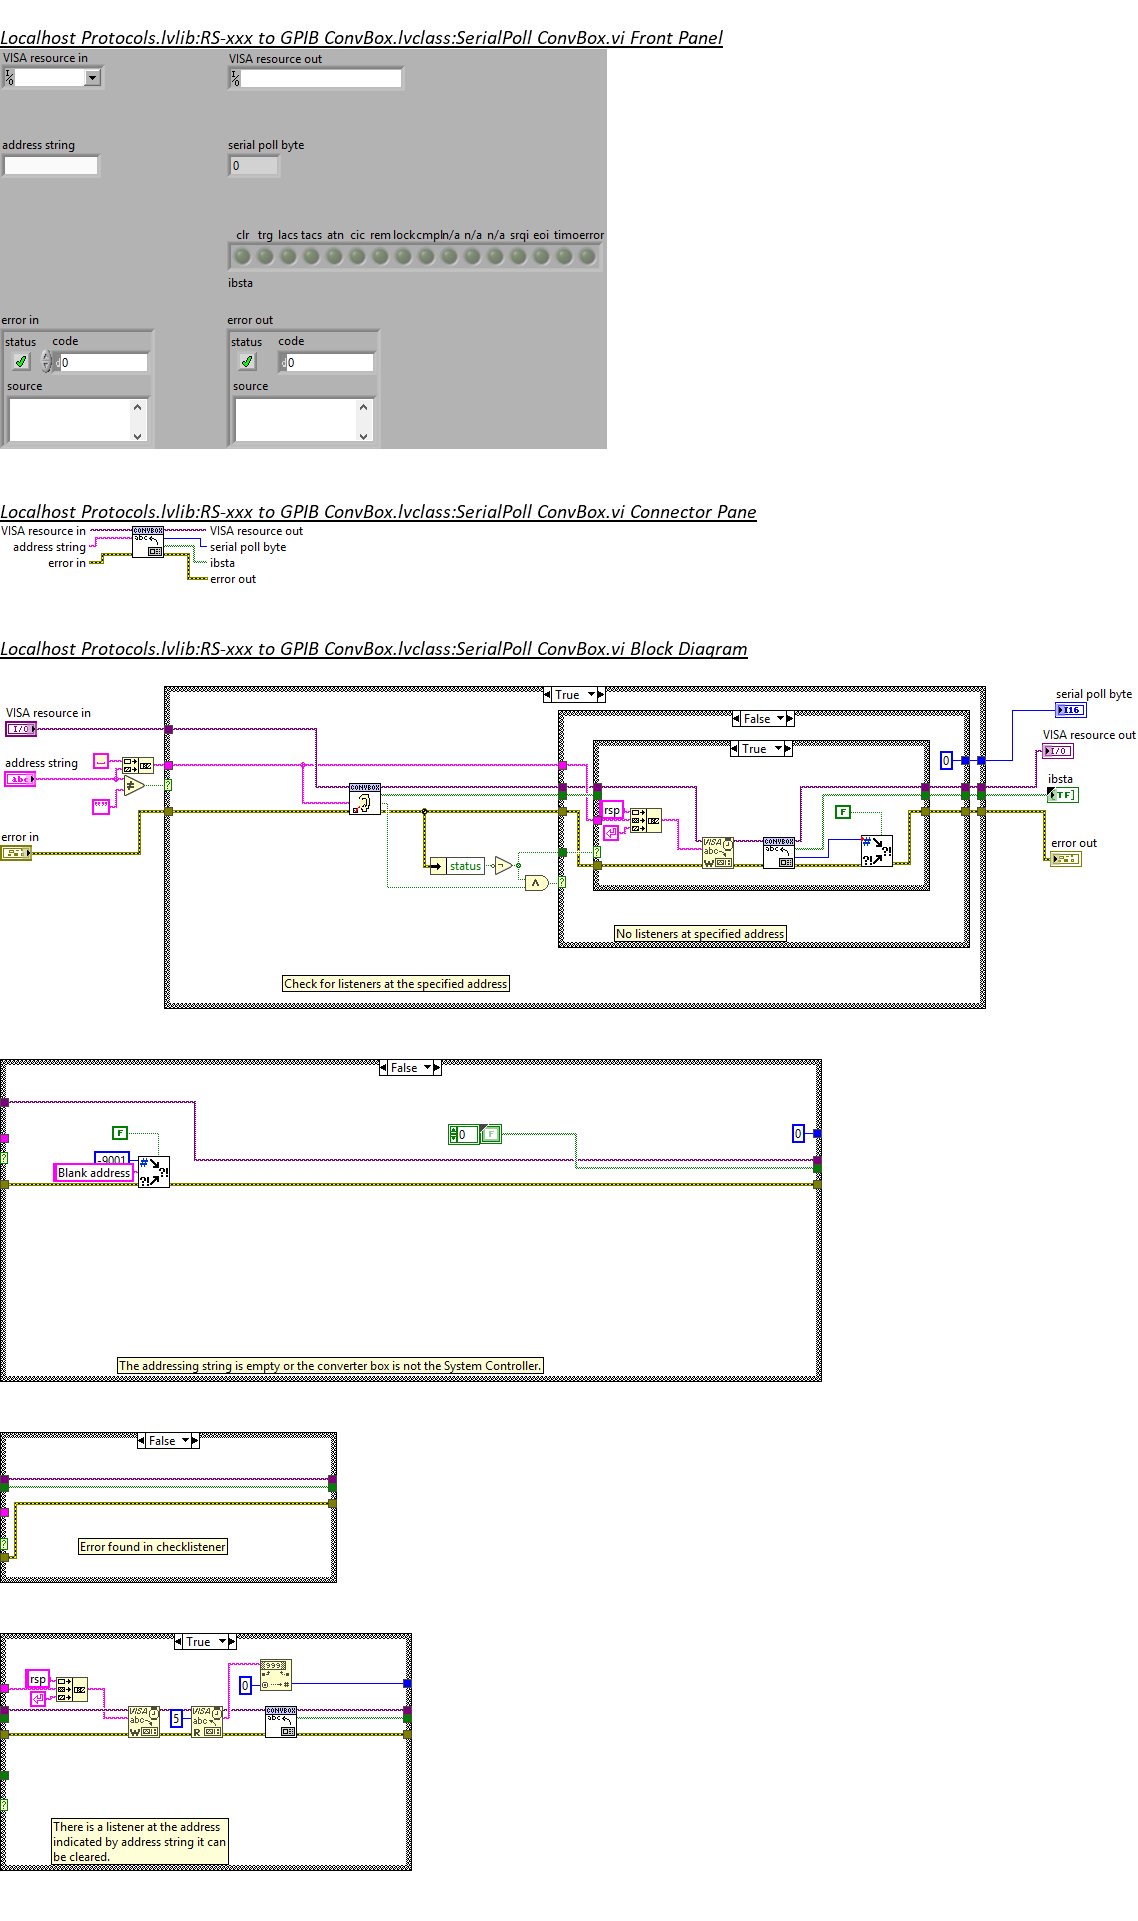 Localhost Protocols.lvlib:RS-xxx to GPIB ConvBox.lvclass:SerialPoll ConvBox.vi Front Panel
VISA resource in
VISA resource out
I/O
I/O
address string
serial poll byte
0
clr trg lacs tacs atn cic rem lock cmpl n/a n/a n/a srqi eoi timo error
ibsta
error in
error out
status code
status code
0
0
source
source
Localhost Protocols.lvlib:RS-xxx to GPIB ConvBox.lvclass:SerialPoll ConvBox.vi Connector Pane
VISA resource in
CONVBOX
abc
VISA resource out
address string
serial poll byte
error in
ibsta
error out
Localhost Protocols.lvlib:RS-xxx to GPIB ConvBox.lvclass:SerialPoll ConvBox.vi Block Diagram
True
serial poll byte
I16
VISA resource in
I/O
False
VISA resource out
I/O
True
address string
abc
0
ibsta
TF
CONVBOX
rsp
F
error in
error out
VISA
abc
W
CONVBOX
abc
#
?!
?!
status
No listeners at specified address
Check for listeners at the specified address
False
F
0
F
0
-9001
Blank address
#
?!
?!
The addressing string is empty or the converter box is not the System Controller.
False
Error found in checklistener
True
rsp
999
0
VISA
abc
W
5
VISA
abc
R
CONVBOX
abc
There is a listener at the address
indicated by address string it can
be cleared.